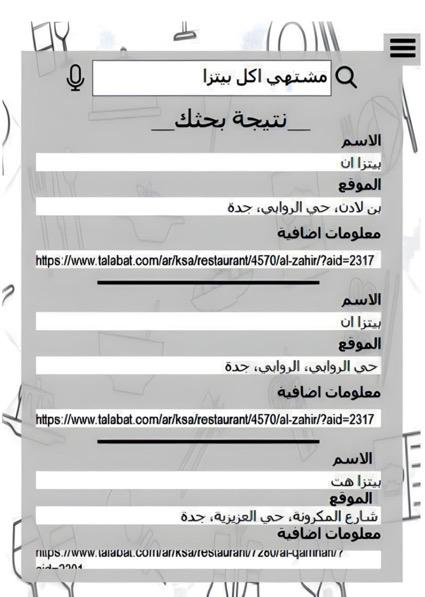 مشتهي اكل بيتزا
__نتيجة بحثك__
الاسم
بيتزا ان
الموقع
بن لادن، حي الروابي، جدة
معلومات اضافية
https://www.talabat.com/ar/ksa/restaurant/4570/al-zahir/?aid=2317
الاسم
بيتزا ان
الموقع
حي الروابي، الروابي، جدة
معلومات اضافية
https://www.talabat.com/ar/ksa/restaurant/4570/al-zahir/?aid=2317
الاسم
بيتزا هت
الموقع
شارع المكرونة، حي العزيزية، جدة
معلومات اضافية
https://www.talabat.com/ar/ksa/restaurant/7280/al-qamhah/?
aid=2301